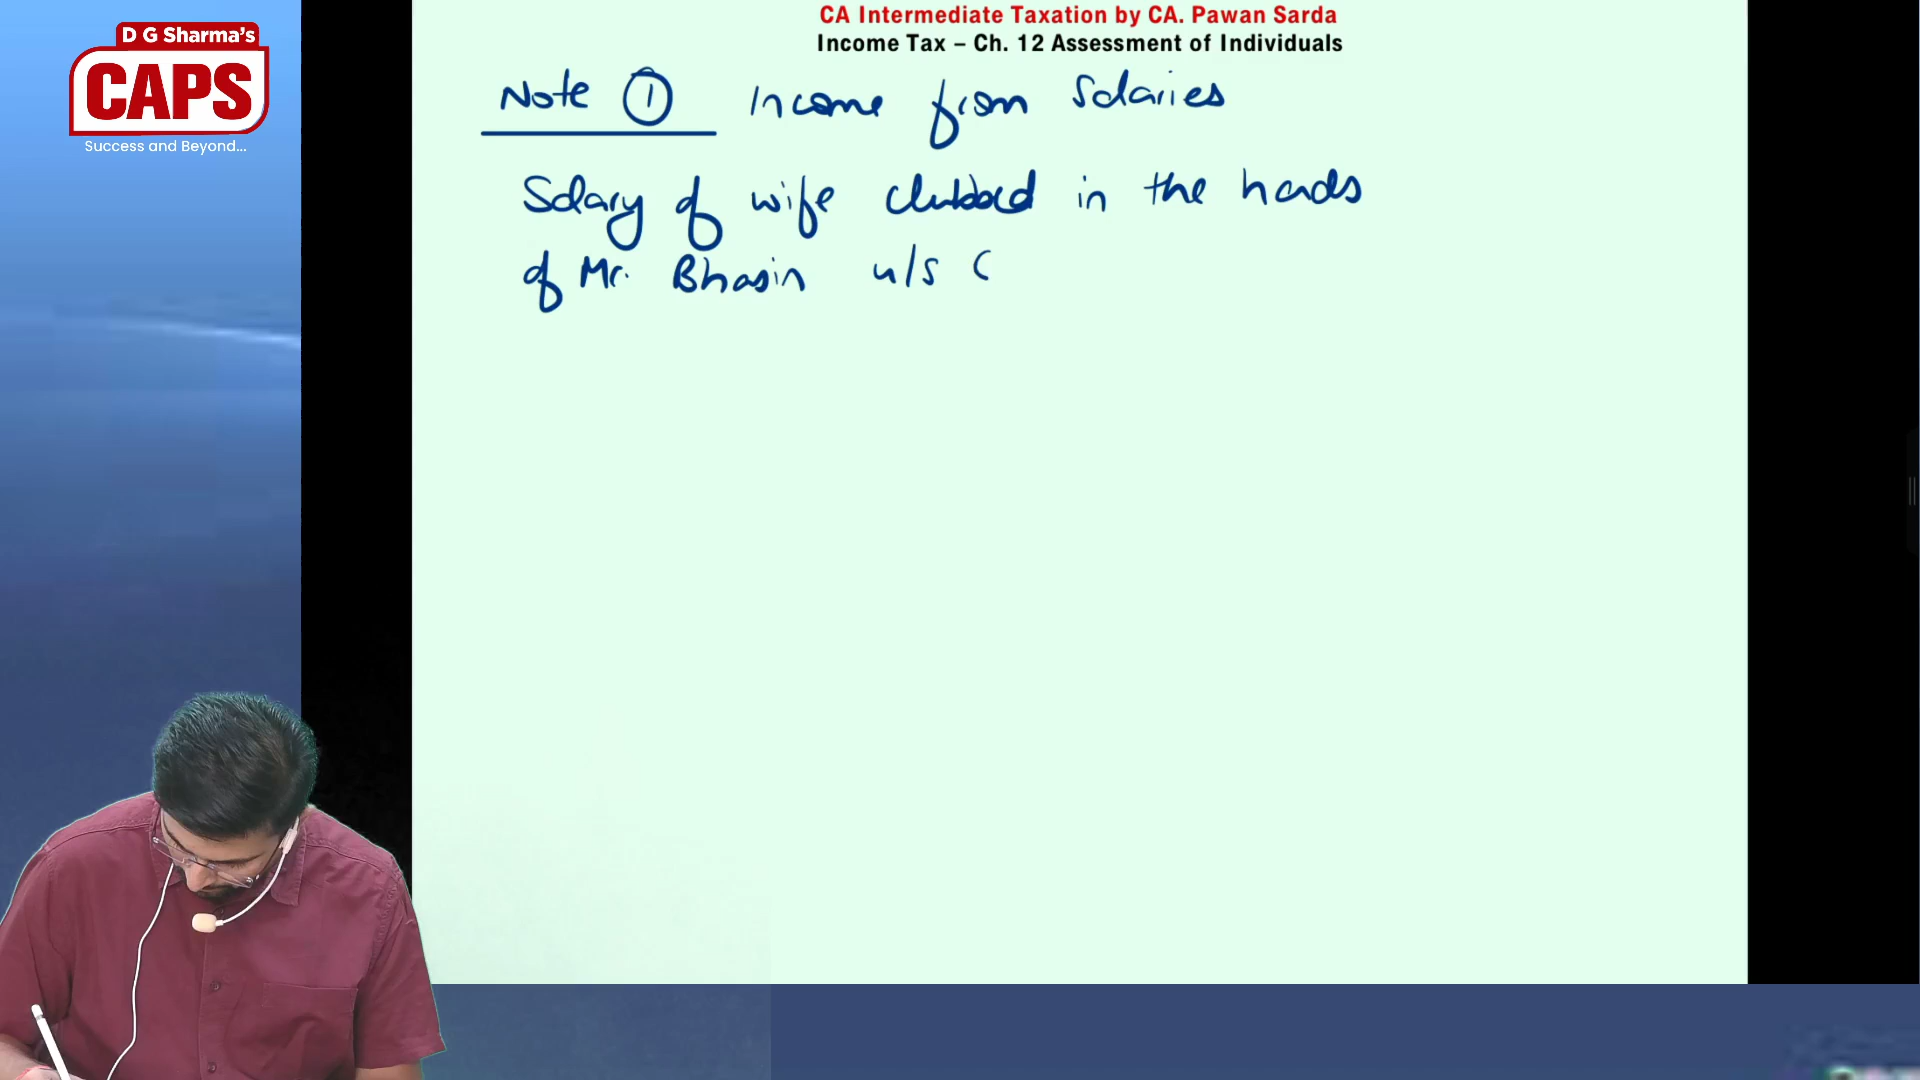 D G Sharma's
CAPS
Success and Beyond...
CA Intermediate Taxation by CA. Pawan Sarda
Income Tax – Ch. 12 Assessment of Individuals
Note 1 Income from Salaries
Salary of wife clubbed in the hands
of Mr. Bhasin u/s (